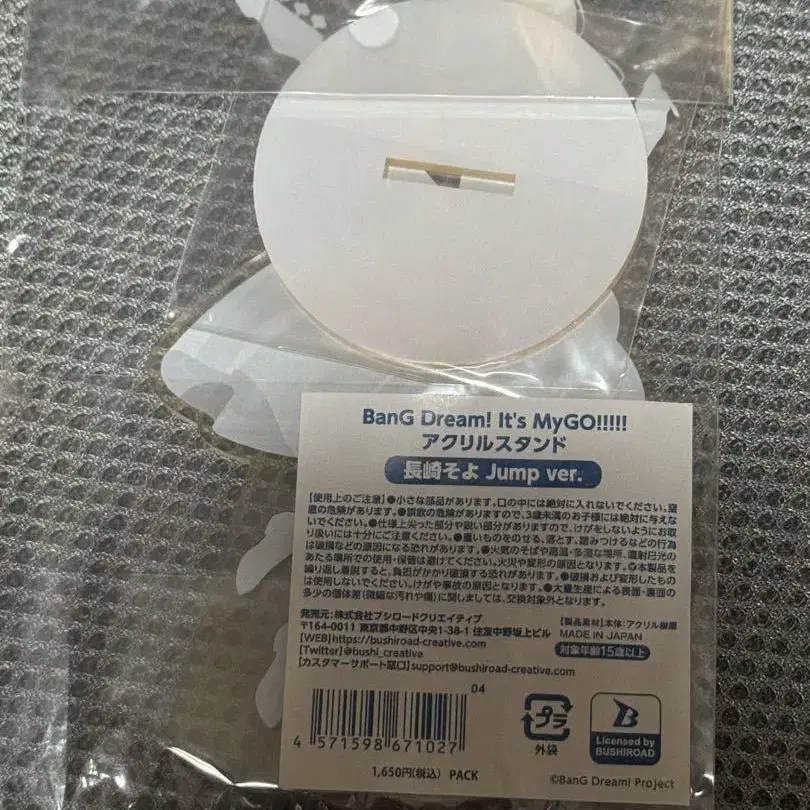 BanG Dream! It's MyGO!!!!!
アクリルスタンド
長崎そよ Jump ver.
【使用上のご注意】●小さな部品があります。口の中には絶対に入れないでください。窒
息の危険があります。●誤飲の危険がありますので、3歳未満のお子様には絶対に与えな
いでください。●仕様上尖った部分や鋭い部分がありますので、けがをしないようにお取
り扱いには十分にご注意ください。●重いものをのせる、落とす、踏みつけるなどの行為
は破損などの原因になる恐れがあります。●火気のそばや高温・多湿な場所、直射日光の
あたる場所での使用・保管は避けてください。火災や変形の原因となります。●本製品を
繰り返し着脱すると、負担がかかり破損する恐れがあります。●破損および変形したもの
は使用しないでください。けがや事故の原因となります。●大量生産による表面・裏面の
多少の個体差(微細な汚れや傷)に関しましては、交換対象外となります。
発売元:株式会社ブシロードクリエイティブ
〒164-0011 東京都中野区中央1-38-1 住友中野坂上ビル
[WEB]https://bushiroad-creative.com
[Twitter]@bushi_creative
[カスタマーサポート窓口]support@bushiroad-creative.com
【製品素材】本体:アクリル樹脂
MADE IN JAPAN
対象年齢15歳以上
04
4 571598 671027
1,650円(税込) PACK
プラ
外袋
B
Licensed by
BUSHIROAD
©BanG Dream! Project